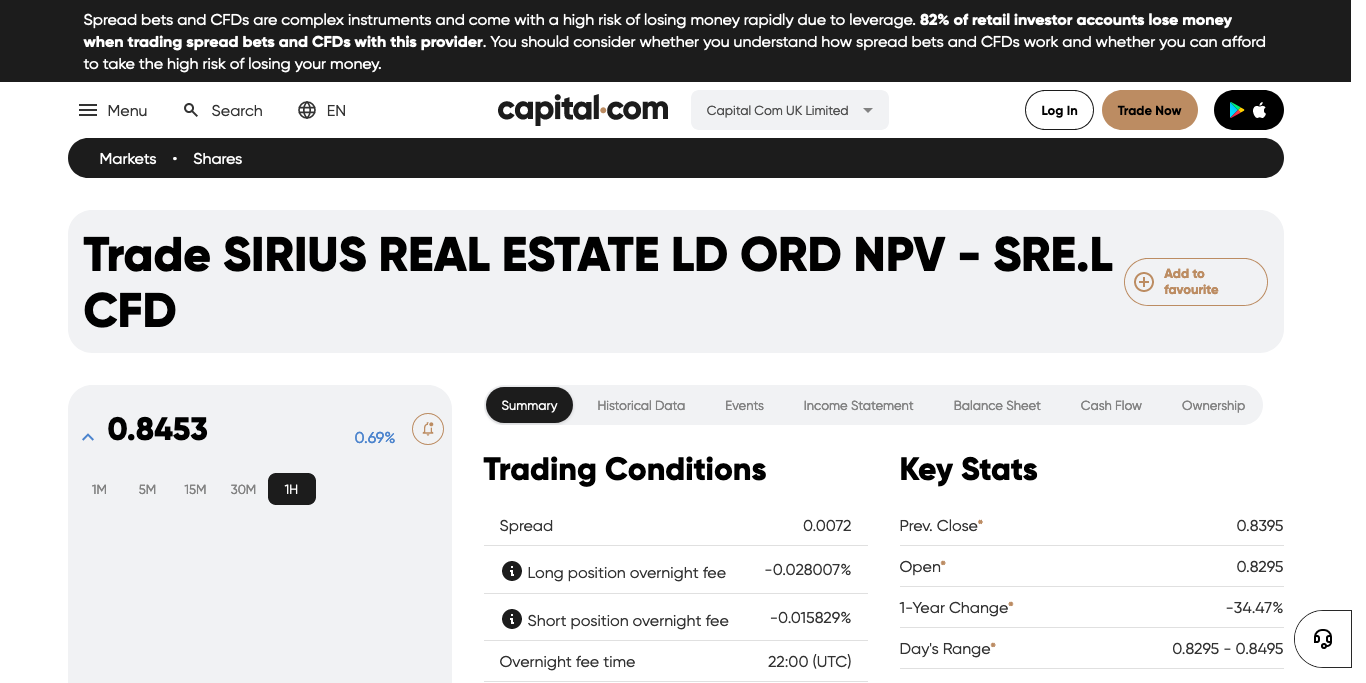 Spread bets and CFDs are complex instruments and come with a high risk of losing money rapidly due to leverage. 82% of retail investor accounts lose money
when trading spread bets and CFDs with this provider. You should consider whether you understand how spread bets and CFDs work and whether you can afford
to take the high risk of losing your money.
Menu Search EN capital.com Capital Com UK Limited Log In Trade Now
Markets • Shares
Trade SIRIUS REAL ESTATE LD ORD NPV - SRE.L
CFD
Add to
favourite
0.8453 0.69%
1M 5M 15M 30M 1H
Summary Historical Data Events Income Statement Balance Sheet Cash Flow Ownership
Trading Conditions
Spread 0.0072
Long position overnight fee -0.028007%
Short position overnight fee -0.015829%
Overnight fee time 22:00 (UTC)
Key Stats
Prev. Close* 0.8395
Open* 0.8295
1-Year Change* -34.47%
Day's Range* 0.8295 - 0.8495